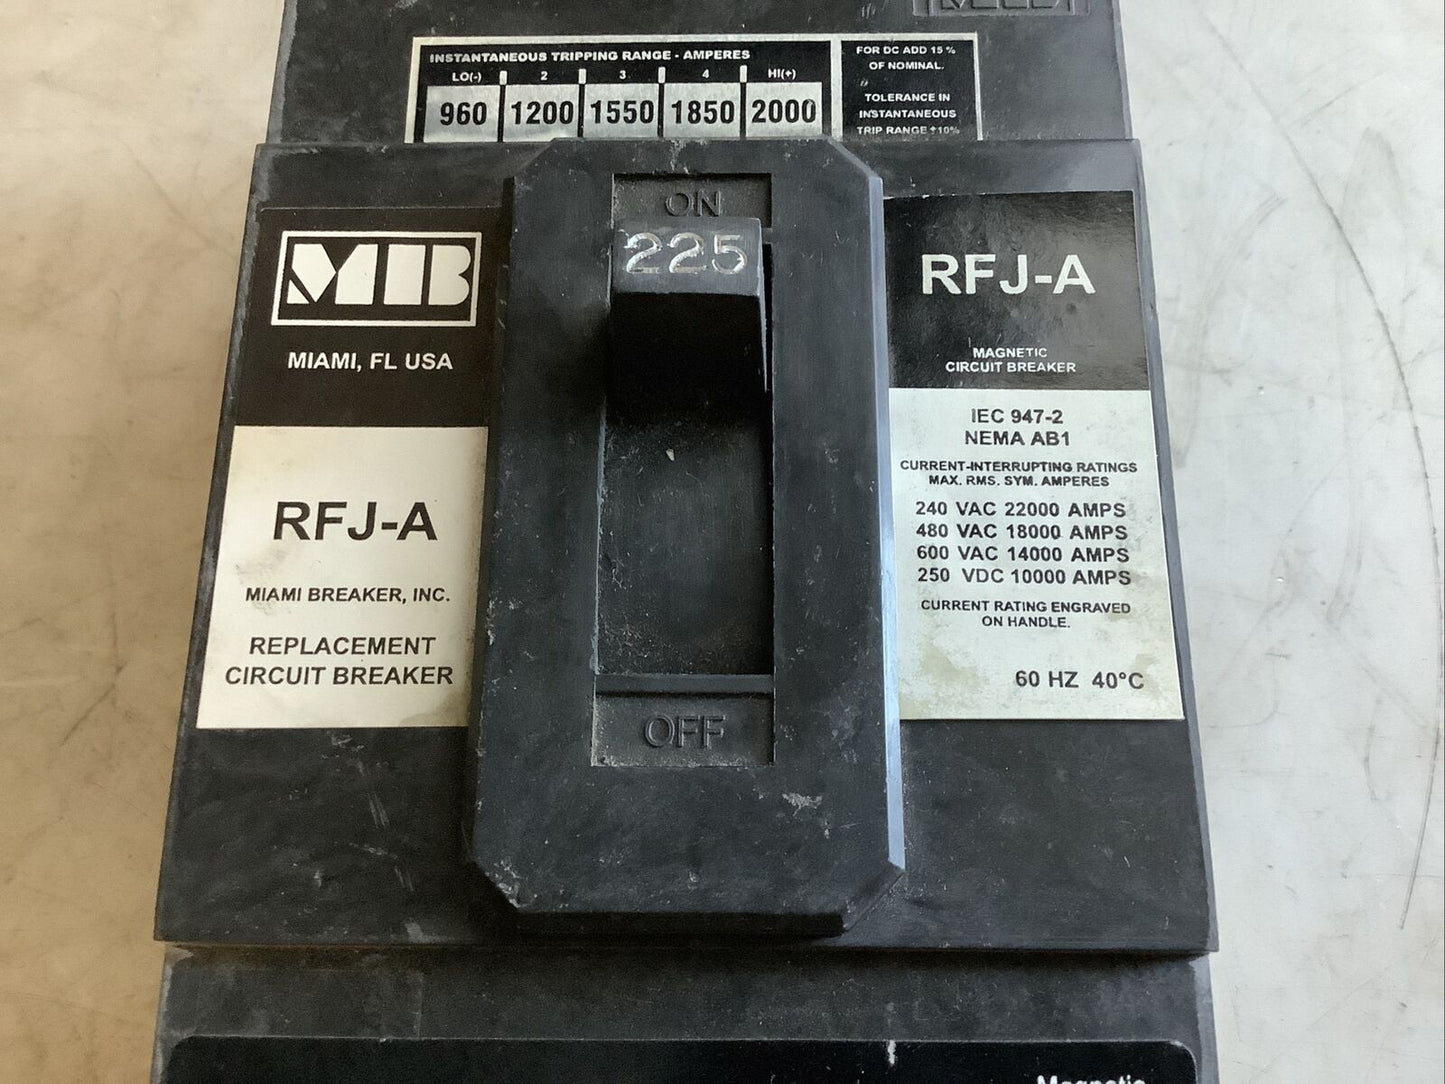 INSTANTANEOUS TRIPPING RANGE - AMPERES
LO(-) 2 3 4 HI(+)
960 1200 1550 1850 2000
FOR DC ADD 15 %
OF NOMINAL.
TOLERANCE IN
INSTANTANEOUS
TRIP RANGE ±10%
ON
225
OFF
MB
MIAMI, FL USA
RFJ-A
MIAMI BREAKER, INC.
REPLACEMENT
CIRCUIT BREAKER
RFJ-A
MAGNETIC
CIRCUIT BREAKER
IEC 947-2
NEMA AB1
CURRENT-INTERRUPTING RATINGS
MAX. RMS. SYM. AMPERES
240 VAC 22000 AMPS
480 VAC 18000 AMPS
600 VAC 14000 AMPS
250 VDC 10000 AMPS
CURRENT RATING ENGRAVED
ON HANDLE.
60 HZ 40°C
Magnetic